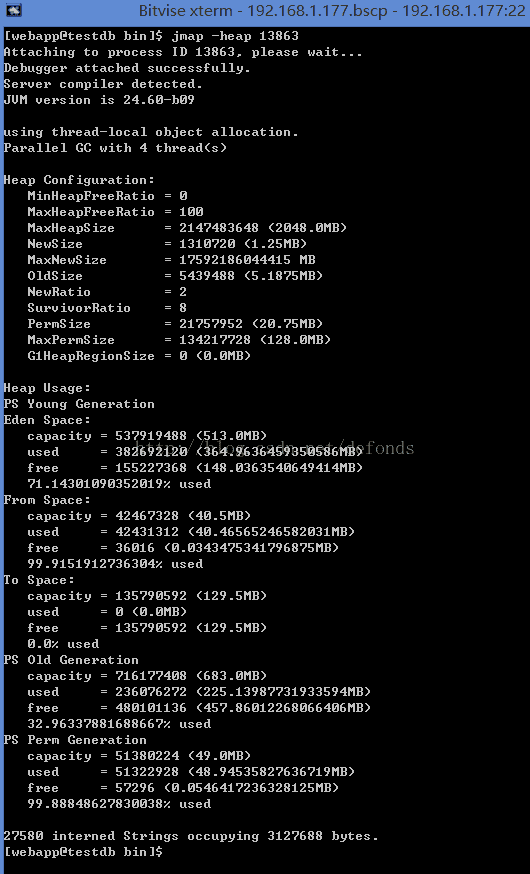 Bitvise xterm - 192.168.1.177.bscp - 192.168.1.177:22
[webapp@testdb bin]$ jmap -heap 13863
Attaching to process ID 13863, please wait...
Debugger attached successfully.
Server compiler detected.
JVM version is 24.60-b09
using thread-local object allocation.
Parallel GC with 4 thread(s)
Heap Configuration:
MinHeapFreeRatio = 0
MaxHeapFreeRatio = 100
MaxHeapSize = 2147483648 (2048.0MB)
NewSize = 1310720 (1.25MB)
MaxNewSize = 17592186044415 MB
OldSize = 5439488 (5.1875MB)
NewRatio = 2
SurvivorRatio = 8
PermSize = 21757952 (20.75MB)
MaxPermSize = 134217728 (128.0MB)
G1HeapRegionSize = 0 (0.0MB)
Heap Usage:
PS Young Generation
Eden Space:
capacity = 537919488 (513.0MB)
used = 382692120 (364.9636459350586MB)
free = 155227368 (148.0363540649414MB)
71.14301090352019% used
From Space:
capacity = 42467328 (40.5MB)
used = 42431312 (40.46565246582031MB)
free = 36016 (0.0343475341796875MB)
99.9151912736304% used
To Space:
capacity = 135790592 (129.5MB)
used = 0 (0.0MB)
free = 135790592 (129.5MB)
0.0% used
PS Old Generation
capacity = 716177408 (683.0MB)
used = 236076272 (225.13987731933594MB)
free = 480101136 (457.86012268066406MB)
32.96337881688667% used
PS Perm Generation
capacity = 51380224 (49.0MB)
used = 51322928 (48.94535827636719MB)
free = 57296 (0.0546417236328125MB)
99.88848627830038% used
27580 interned Strings occupying 3127688 bytes.
[webapp@testdb bin]$
http://blog.csdn.net/defonds